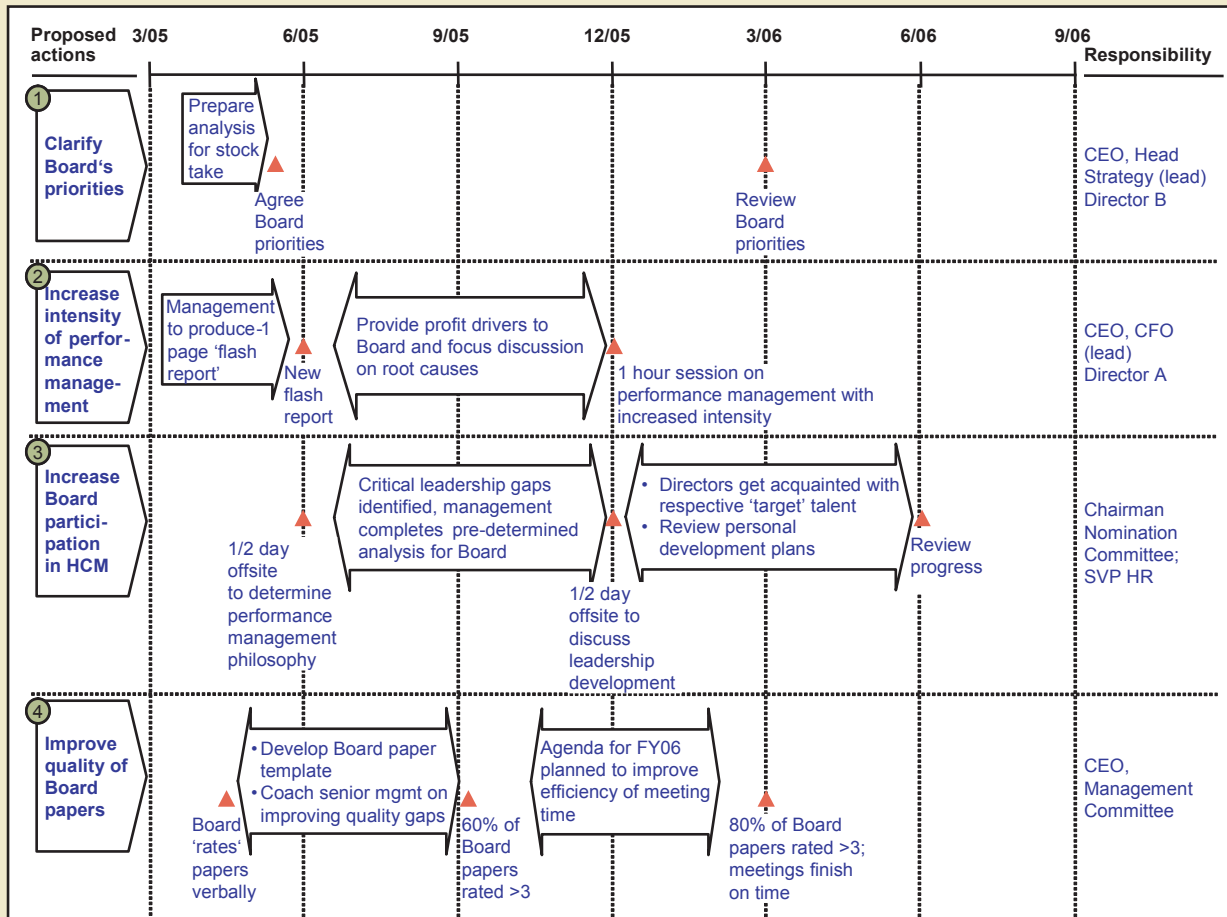 Proposed
actions
3/05
6/05
9/05
12/05
3/06
6/06
9/06
Responsibility
1
Clarify
Board‘s
priorities
Prepare
analysis
for stock
take
Agree
Board
priorities
Review
Board
priorities
CEO, Head
Strategy (lead)
Director B
2
Increase
intensity
of perfor-
mance
manage-
ment
Management
to produce-1
page ‘flash
report’
New
flash
report
Provide profit drivers to
Board and focus discussion
on root causes
1 hour session on
performance management with
increased intensity
CEO, CFO
(lead)
Director A
3
Increase
Board
partici-
pation
in HCM
1/2 day
offsite
to determine
performance
management
philosophy
Critical leadership gaps
identified, management
completes pre-determined
analysis for Board
1/2 day
offsite to
discuss
leadership
development
• Directors get acquainted with
respective ‘target’ talent
• Review personal
development plans
Review
progress
Chairman
Nomination
Committee;
SVP HR
4
Improve
quality of
Board
papers
Board
‘rates‘
papers
verbally
• Develop Board paper
template
• Coach senior mgmt on
improving quality gaps
60% of
Board
papers
rated >3
Agenda for FY06
planned to improve
efficiency of meeting
time
80% of Board
papers rated >3;
meetings finish
on time
CEO,
Management
Committee